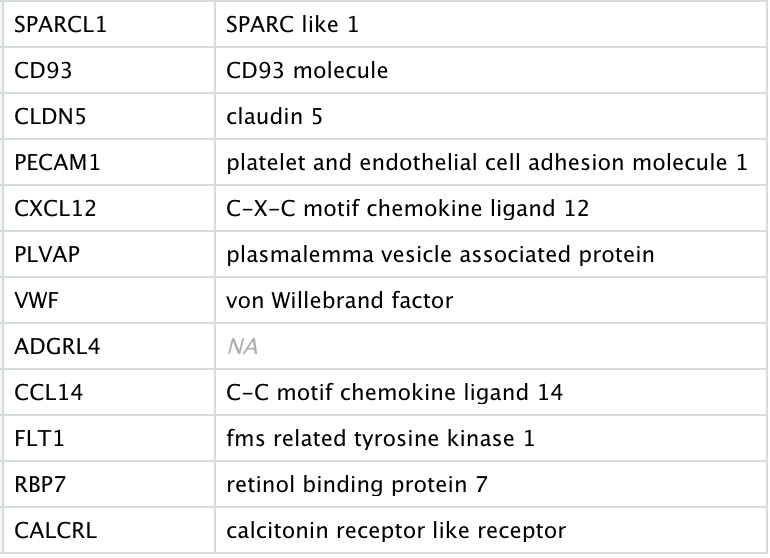 SPARCL1 SPARC like 1
CD93 CD93 molecule
CLDN5 claudin 5
PECAM1 platelet and endothelial cell adhesion molecule 1
CXCL12 C-X-C motif chemokine ligand 12
PLVAP plasmalemma vesicle associated protein
VWF von Willebrand factor
ADGRL4 NA
CCL14 C-C motif chemokine ligand 14
FLT1 fms related tyrosine kinase 1
RBP7 retinol binding protein 7
CALCRL calcitonin receptor like receptor